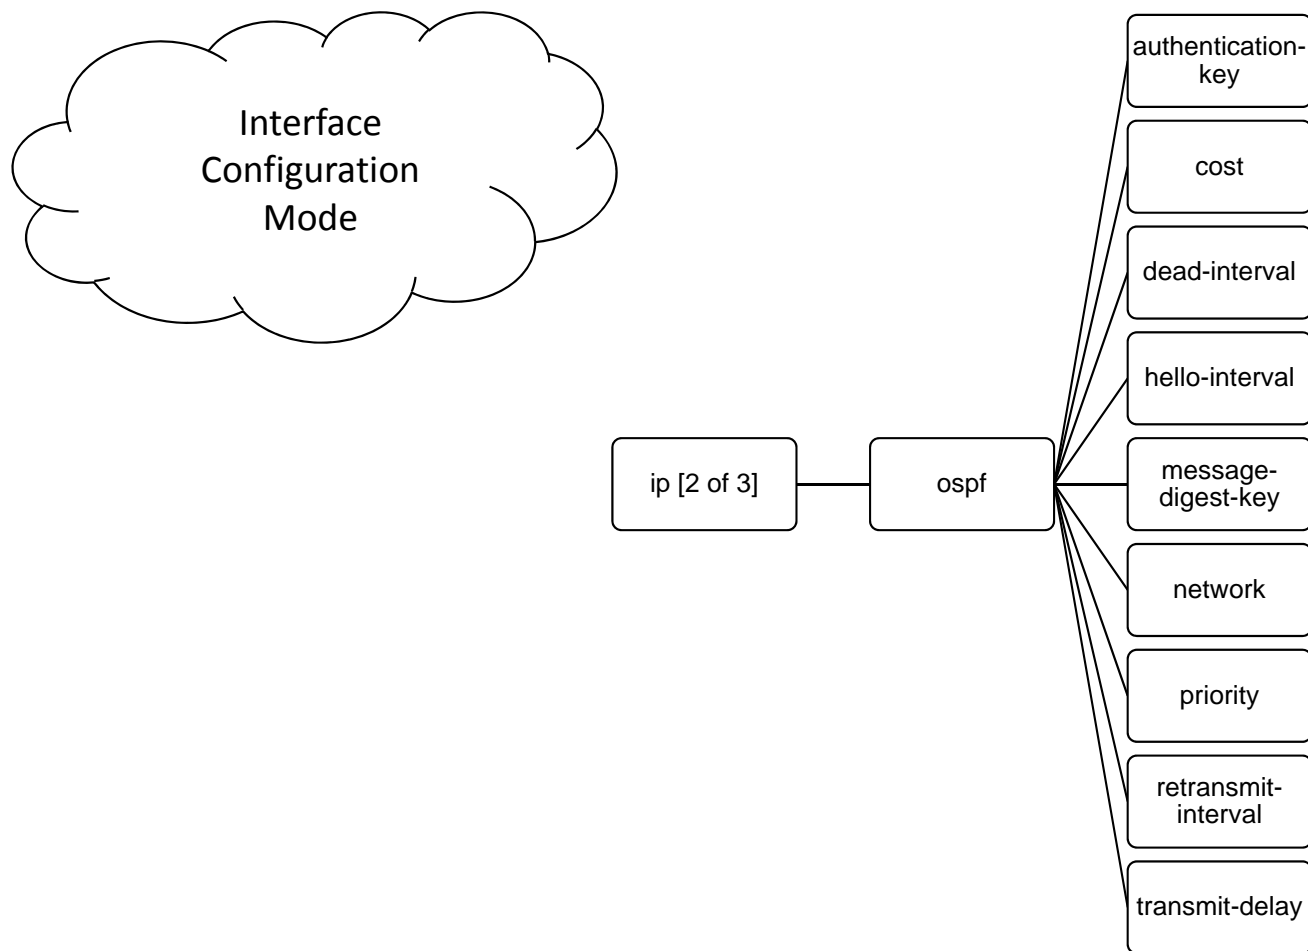 Interface
Configuration
Mode
authentication-
key
cost
dead-interval
hello-interval
ip [2 of 3]
ospf
message-
digest-key
network
priority
retransmit-
interval
transmit-delay